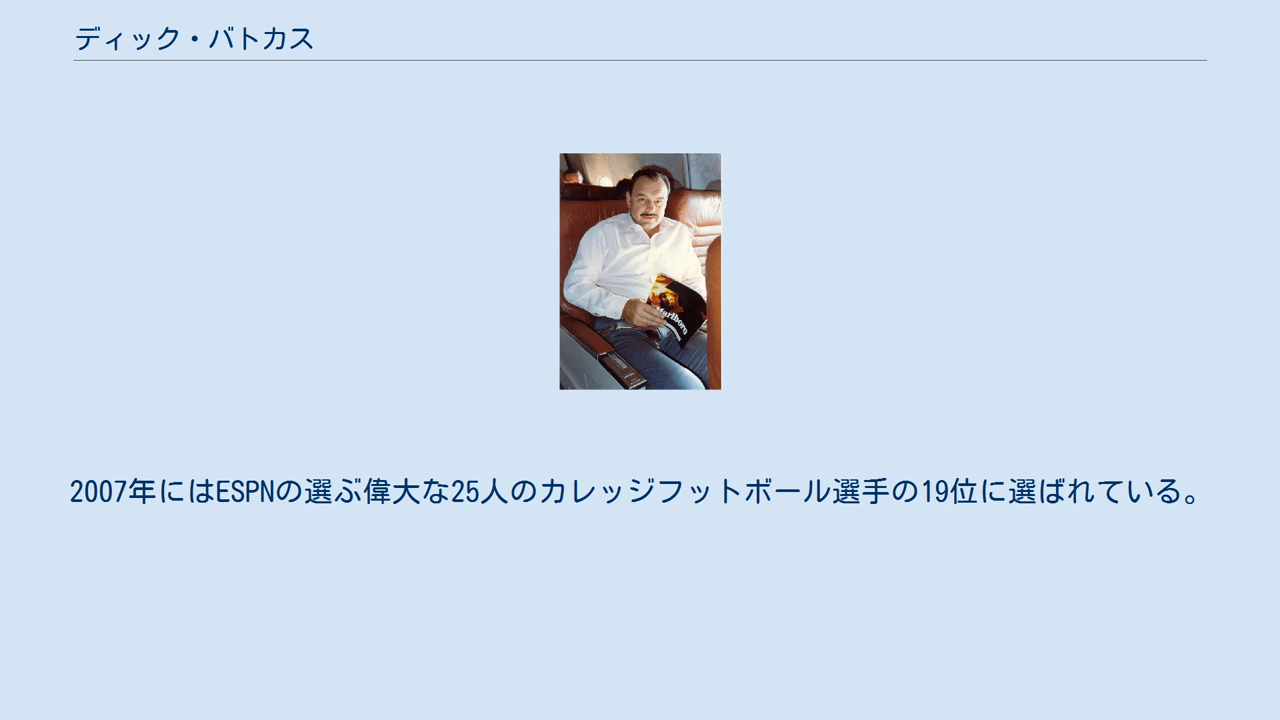 ディック・バトカス
Marlboro
2007年にはESPNの選ぶ偉大な25人のカレッジフットボール選手の19位に選ばれている。